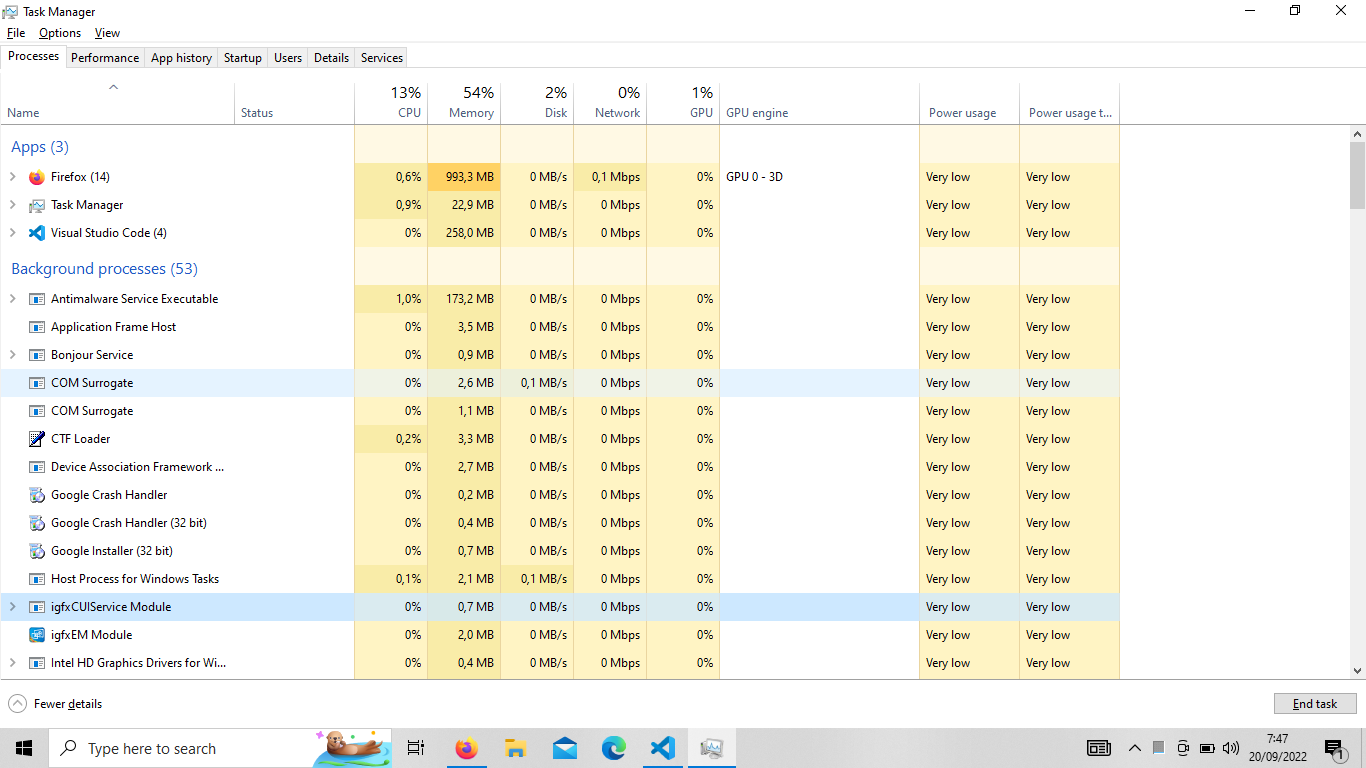 Task Manager
File Options View
Processes Performance App history Startup Users Details Services
13% 54% 2% 0% 1%
Name Status CPU Memory Disk Network GPU GPU engine Power usage Power usage t...
Apps (3)
Firefox (14) 0,6% 993,3 MB 0 MB/s 0,1 Mbps 0% GPU 0 - 3D Very low Very low
Task Manager 0,9% 22,9 MB 0 MB/s 0 Mbps 0% Very low Very low
Visual Studio Code (4) 0% 258,0 MB 0 MB/s 0 Mbps 0% Very low Very low
Background processes (53)
Antimalware Service Executable 1,0% 173,2 MB 0 MB/s 0 Mbps 0% Very low Very low
Application Frame Host 0% 3,5 MB 0 MB/s 0 Mbps 0% Very low Very low
Bonjour Service 0% 0,9 MB 0 MB/s 0 Mbps 0% Very low Very low
COM Surrogate 0% 2,6 MB 0,1 MB/s 0 Mbps 0% Very low Very low
COM Surrogate 0% 1,1 MB 0 MB/s 0 Mbps 0% Very low Very low
CTF Loader 0,2% 3,3 MB 0 MB/s 0 Mbps 0% Very low Very low
Device Association Framework ... 0% 2,7 MB 0 MB/s 0 Mbps 0% Very low Very low
Google Crash Handler 0% 0,2 MB 0 MB/s 0 Mbps 0% Very low Very low
Google Crash Handler (32 bit) 0% 0,4 MB 0 MB/s 0 Mbps 0% Very low Very low
Google Installer (32 bit) 0% 0,7 MB 0 MB/s 0 Mbps 0% Very low Very low
Host Process for Windows Tasks 0,1% 2,1 MB 0,1 MB/s 0 Mbps 0% Very low Very low
igfxCUIService Module 0% 0,7 MB 0 MB/s 0 Mbps 0% Very low Very low
igfxEM Module 0% 2,0 MB 0 MB/s 0 Mbps 0% Very low Very low
Intel HD Graphics Drivers for Wi... 0% 0,4 MB 0 MB/s 0 Mbps 0% Very low Very low
Fewer details End task
Type here to search 7:47
20/09/2022 1